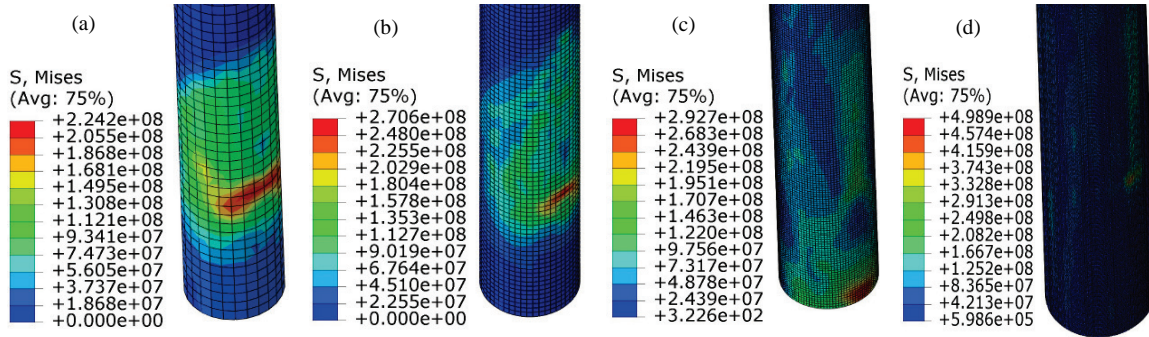 (a)
S, Mises
(Avg: 75%)
+2.242e+08
+2.055e+08
+1.868e+08
+1.681e+08
+1.495e+08
+1.308e+08
+1.121e+08
+9.341e+07
+7.473e+07
+5.605e+07
+3.737e+07
+1.868e+07
+0.000e+00
(b)
S, Mises
(Avg: 75%)
+2.706e+08
+2.480e+08
+2.255e+08
+2.029e+08
+1.804e+08
+1.578e+08
+1.353e+08
+1.127e+08
+9.019e+07
+6.764e+07
+4.510e+07
+2.255e+07
+0.000e+00
(c)
S, Mises
(Avg: 75%)
+2.927e+08
+2.683e+08
+2.439e+08
+2.195e+08
+1.951e+08
+1.707e+08
+1.463e+08
+1.220e+08
+9.756e+07
+7.317e+07
+4.878e+07
+2.439e+07
+3.226e+02
(d)
S, Mises
(Avg: 75%)
+4.989e+08
+4.574e+08
+4.159e+08
+3.743e+08
+3.328e+08
+2.913e+08
+2.498e+08
+2.082e+08
+1.667e+08
+1.252e+08
+8.365e+07
+4.213e+07
+5.986e+05